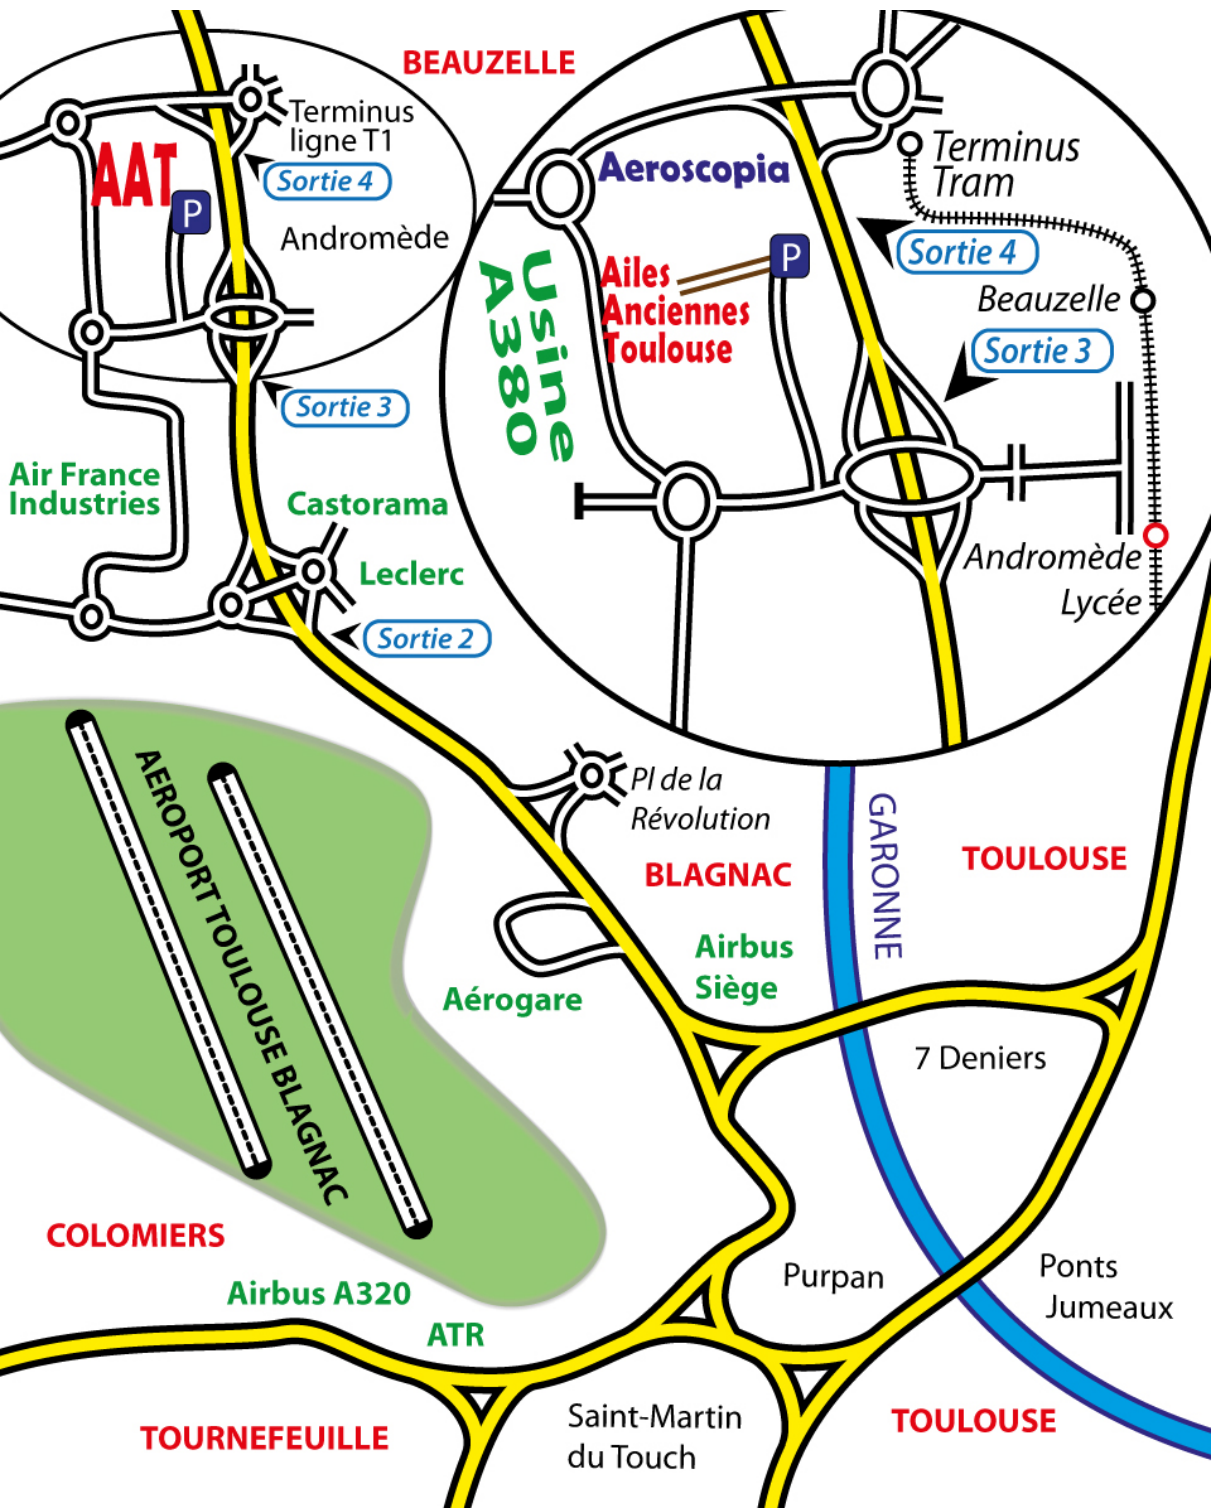 BEAUZELLE
Terminus
ligne T1
AAT
Sortie 4
P
Andromède
Sortie 3
Air France
Industries
Castorama
Leclerc
Sortie 2
Terminus
Tram
Aeroscopia
Sortie 4
P
Ailes
Anciennes
Toulouse
Usine
A380
Beauzelle
Sortie 3
Andromède
Lycée
AEROPORT TOULOUSE BLAGNAC
Pl de la
Révolution
GARONNE
BLAGNAC
TOULOUSE
Airbus
Siège
Aérogare
7 Deniers
COLOMIERS
Airbus A320
ATR
Purpan
Ponts
Jumeaux
TOURNEFEUILLE
Saint-Martin
du Touch
TOULOUSE